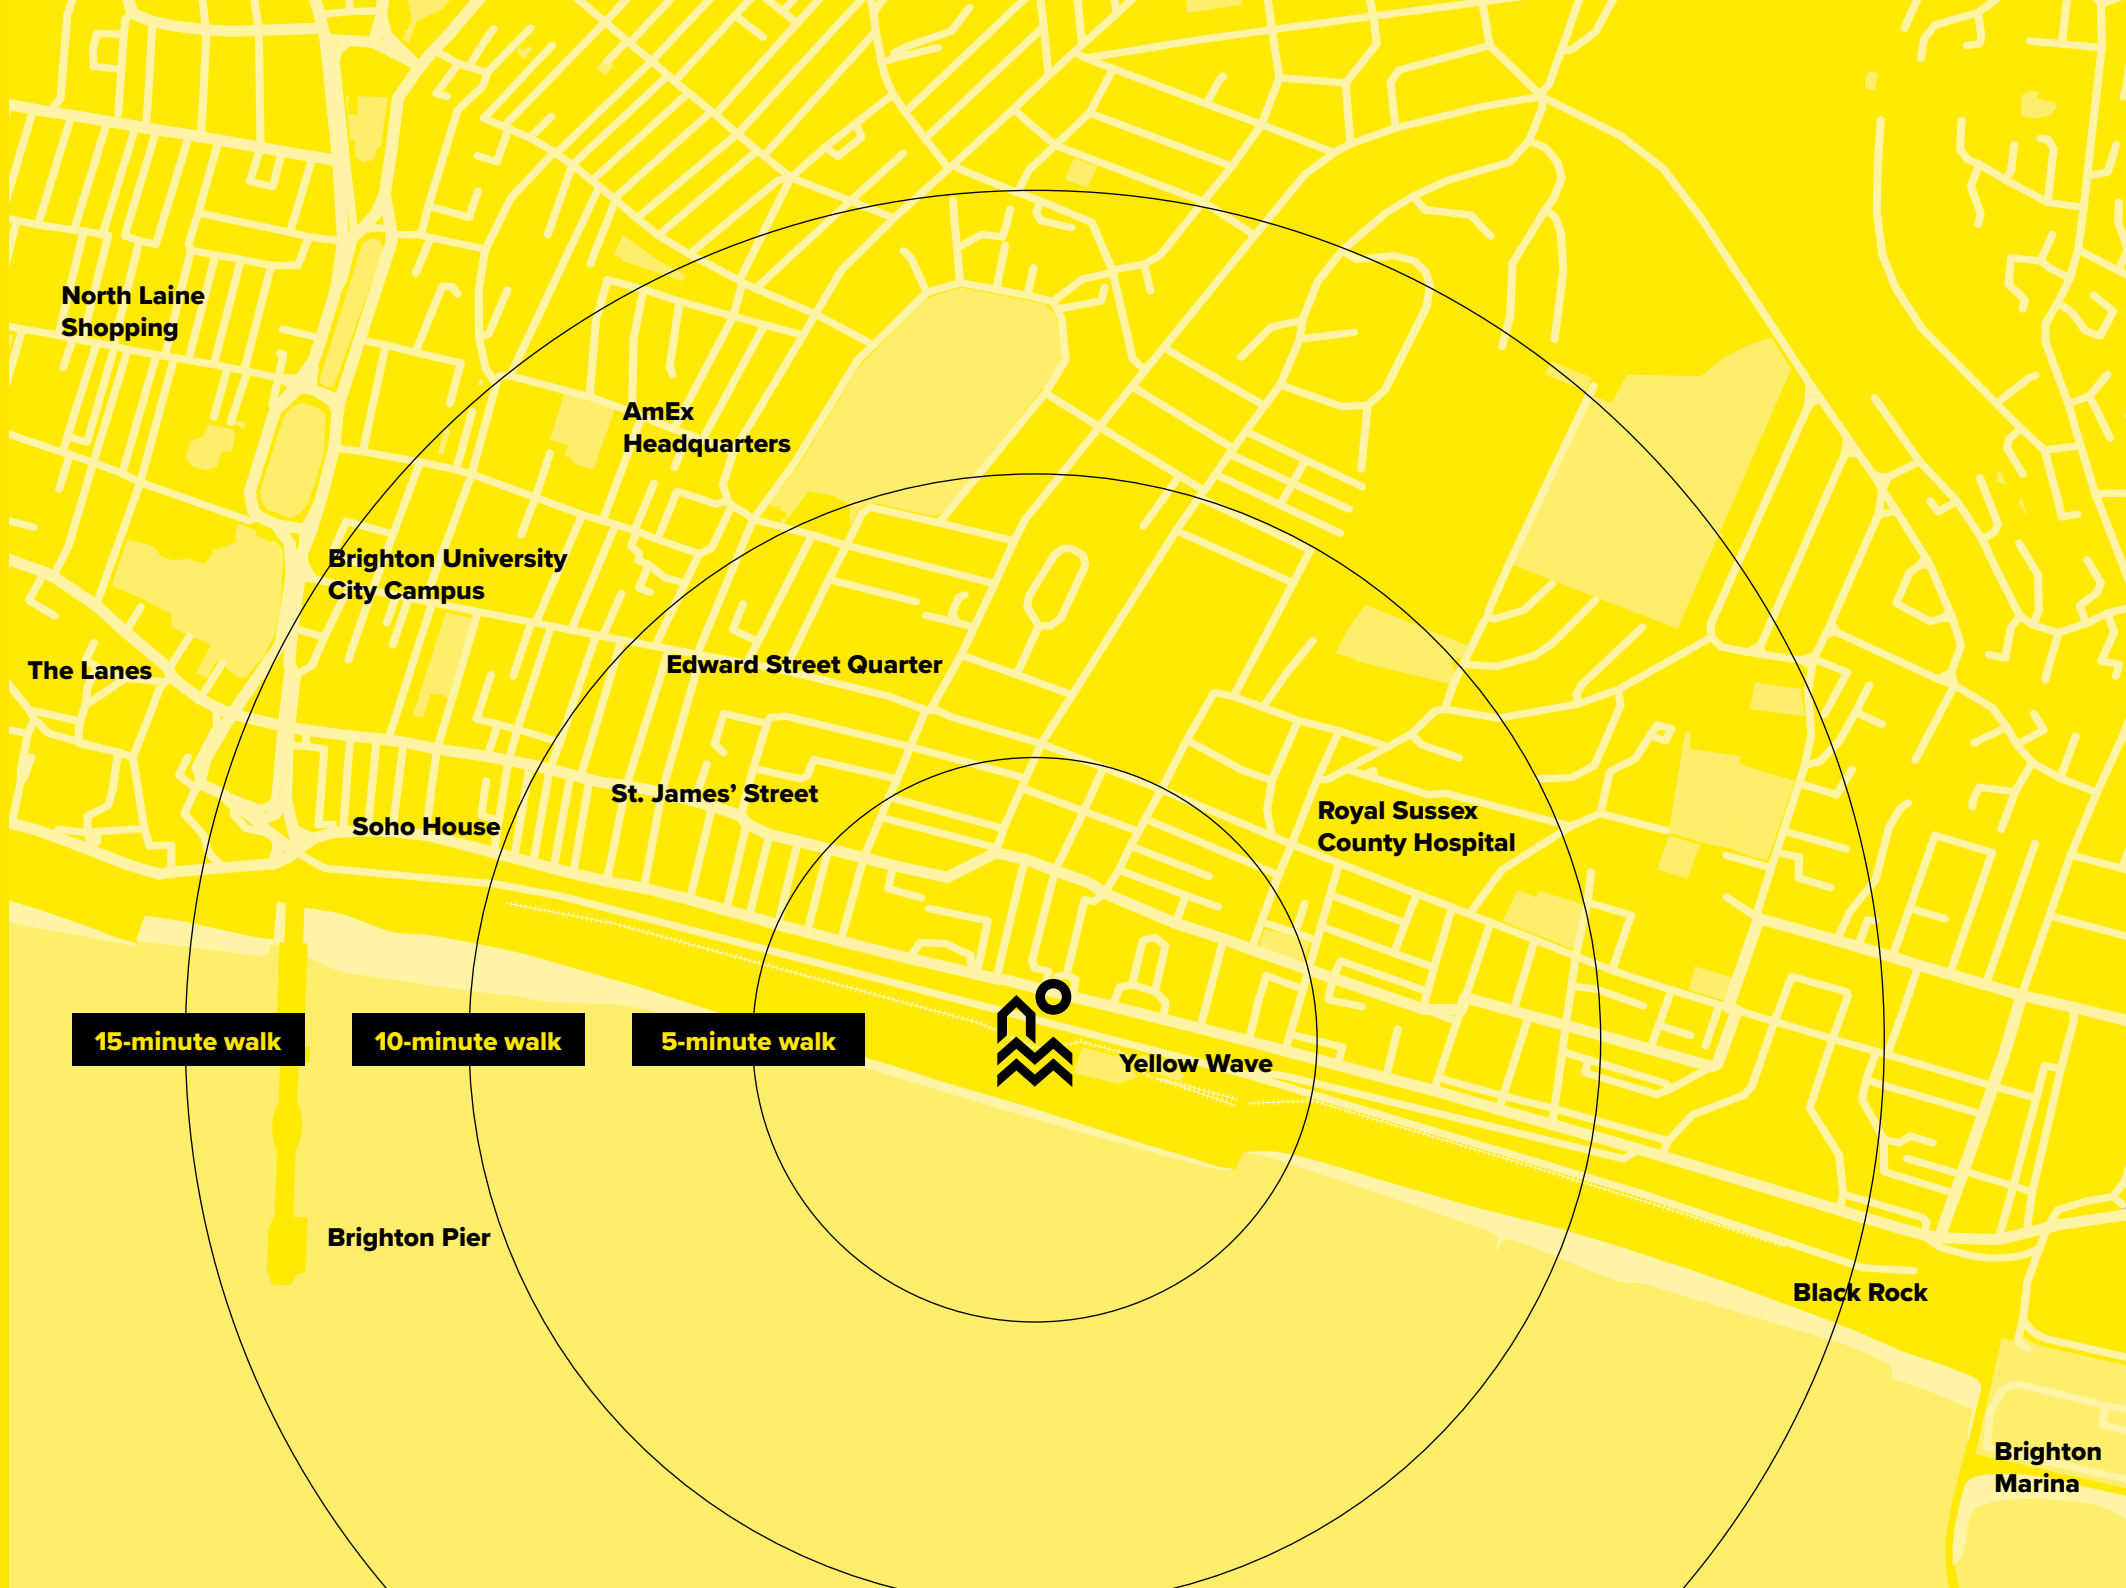 North Laine
Shopping
AmEx
Headquarters
Brighton University
City Campus
The Lanes
Edward Street Quarter
St. James’ Street
Soho House
Royal Sussex
County Hospital
15-minute walk
10-minute walk
5-minute walk
Yellow Wave
Brighton Pier
Black Rock
Brighton
Marina